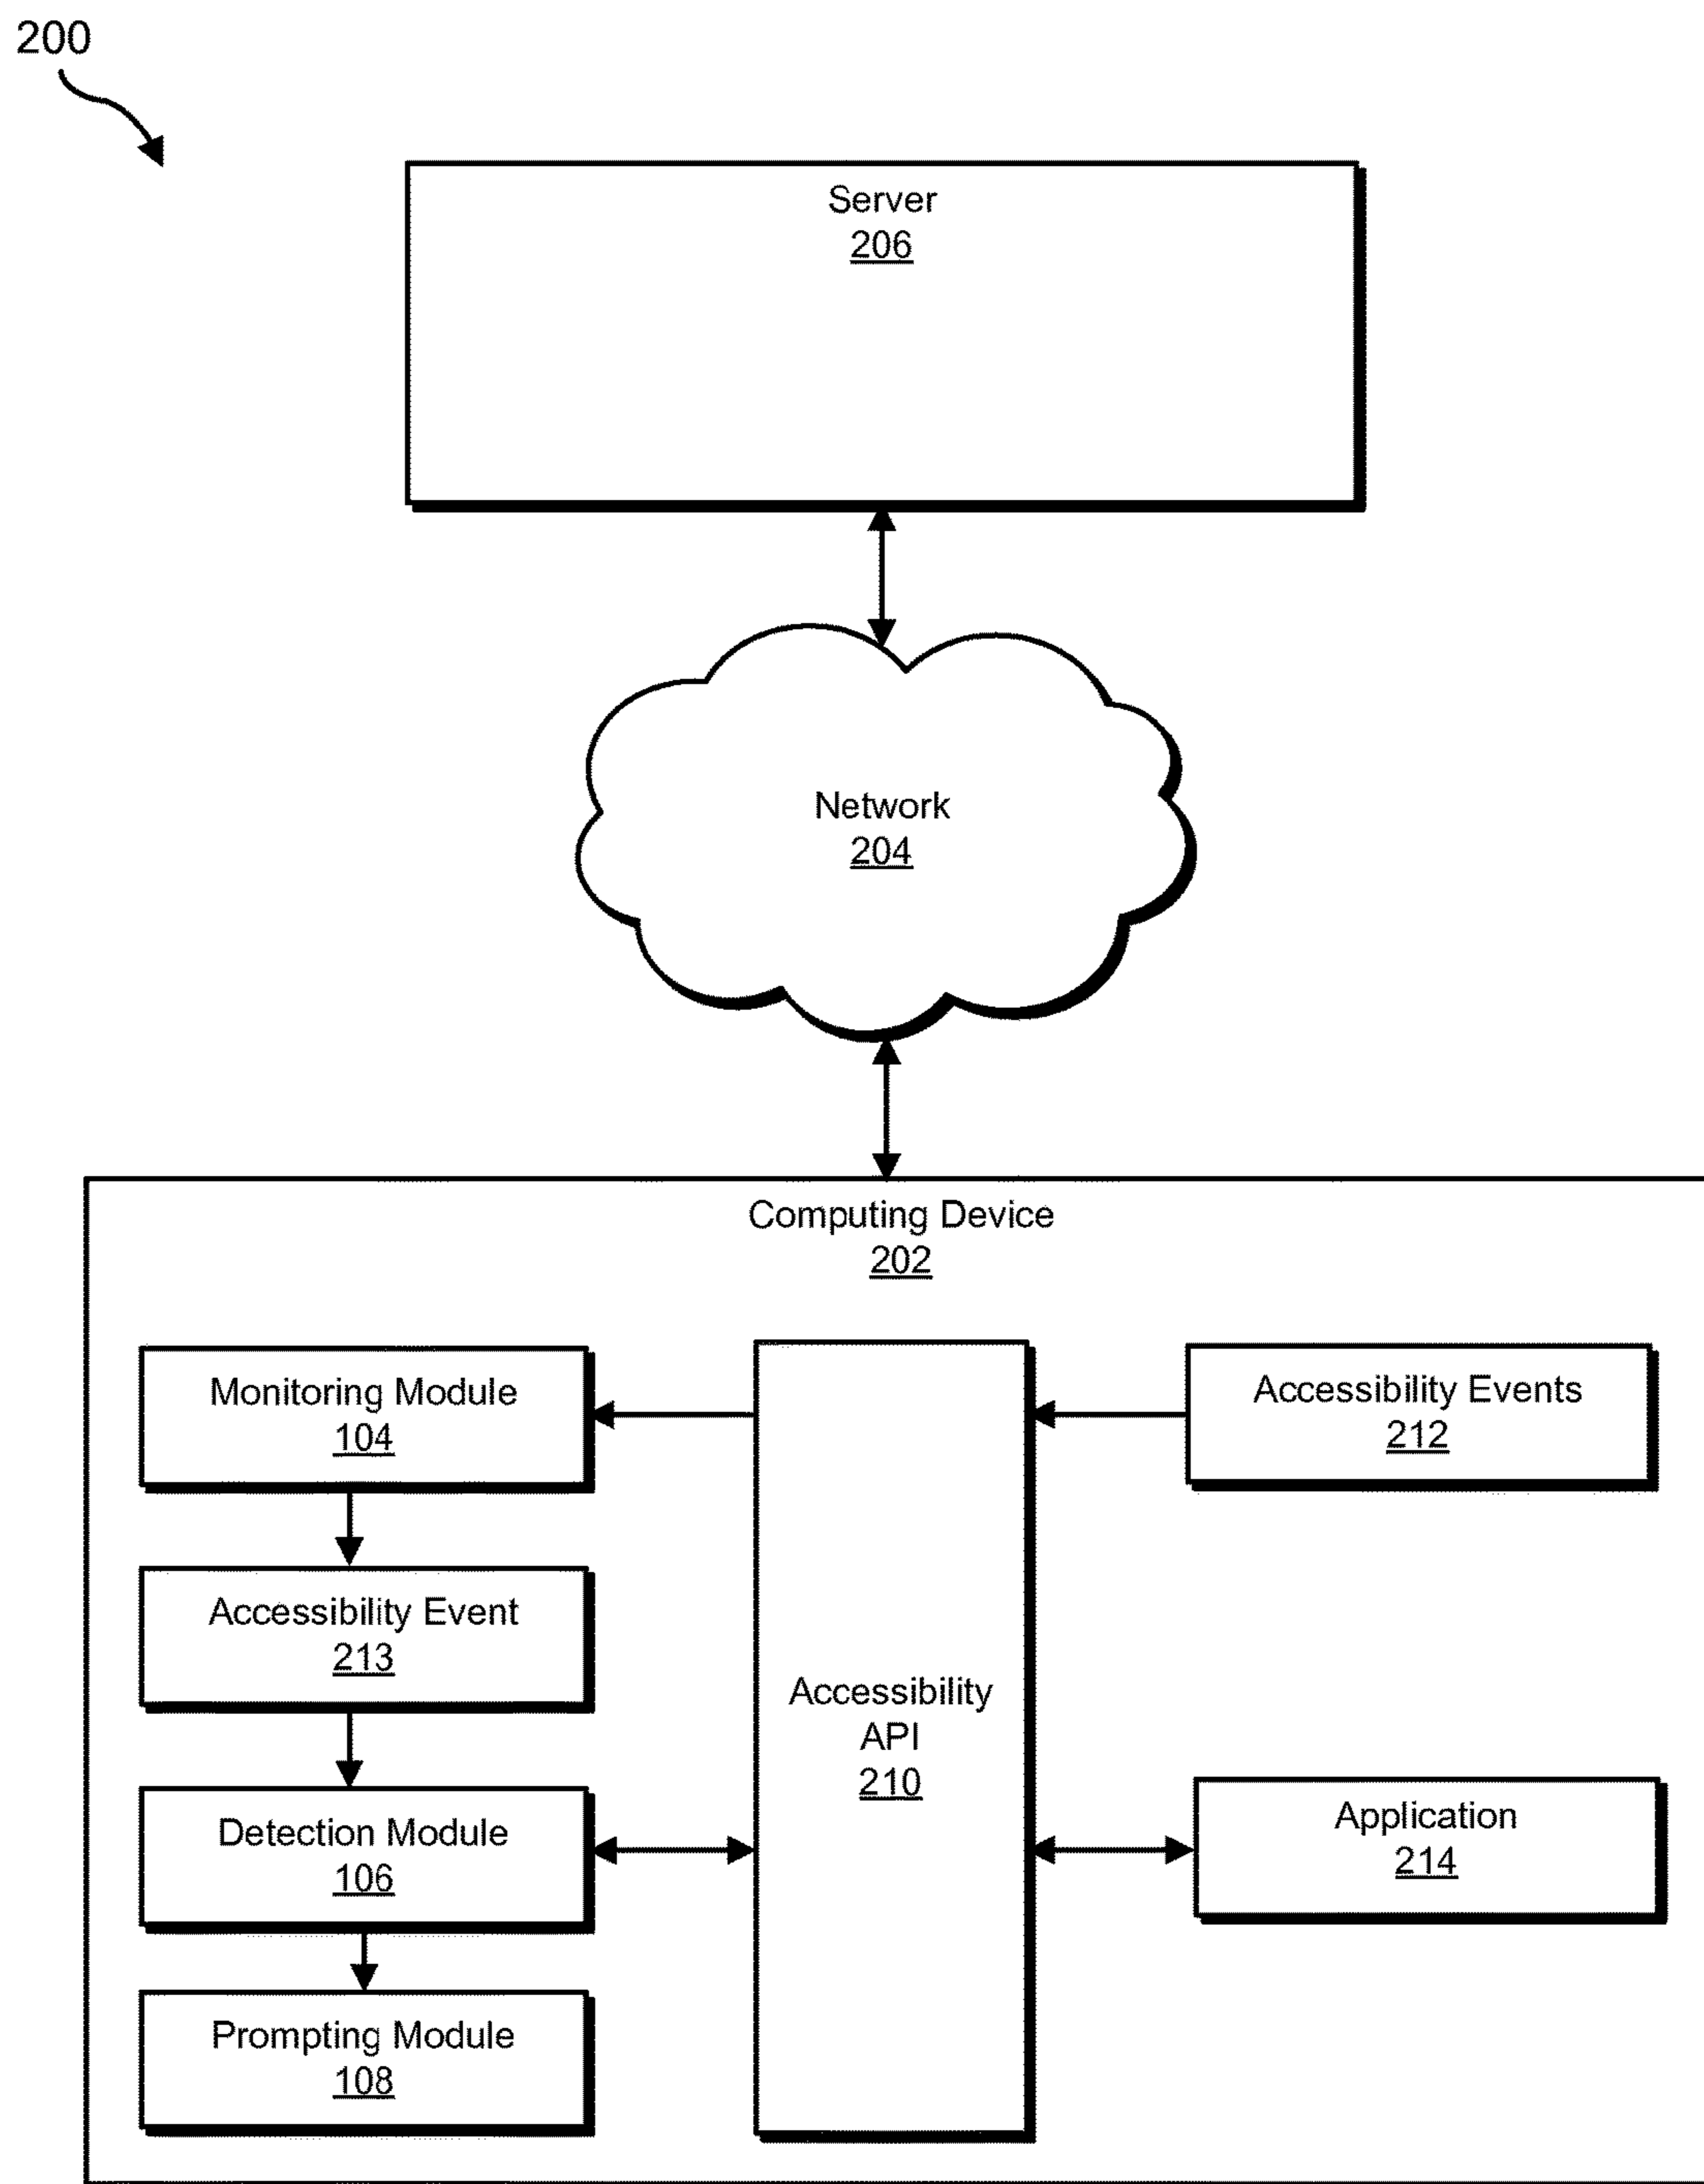 200
Server
206
Network
204
Computing Device
202
Monitoring Module
104
Accessibility Events
212
Accessibility Event
213
Accessibility
API
210
Detection Module
106
Application
214
Prompting Module
108